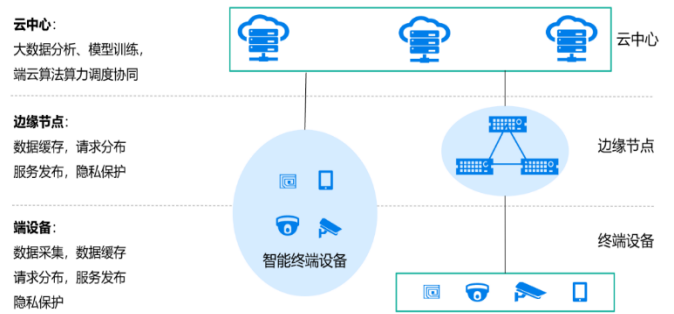 云中心：
大数据分析、模型训练，
端云算法算力调度协同
云中心
边缘节点：
数据缓存，请求分布
服务发布，隐私保护
边缘节点
端设备：
数据采集，数据缓存
请求分布，服务发布
隐私保护
智能终端设备
终端设备